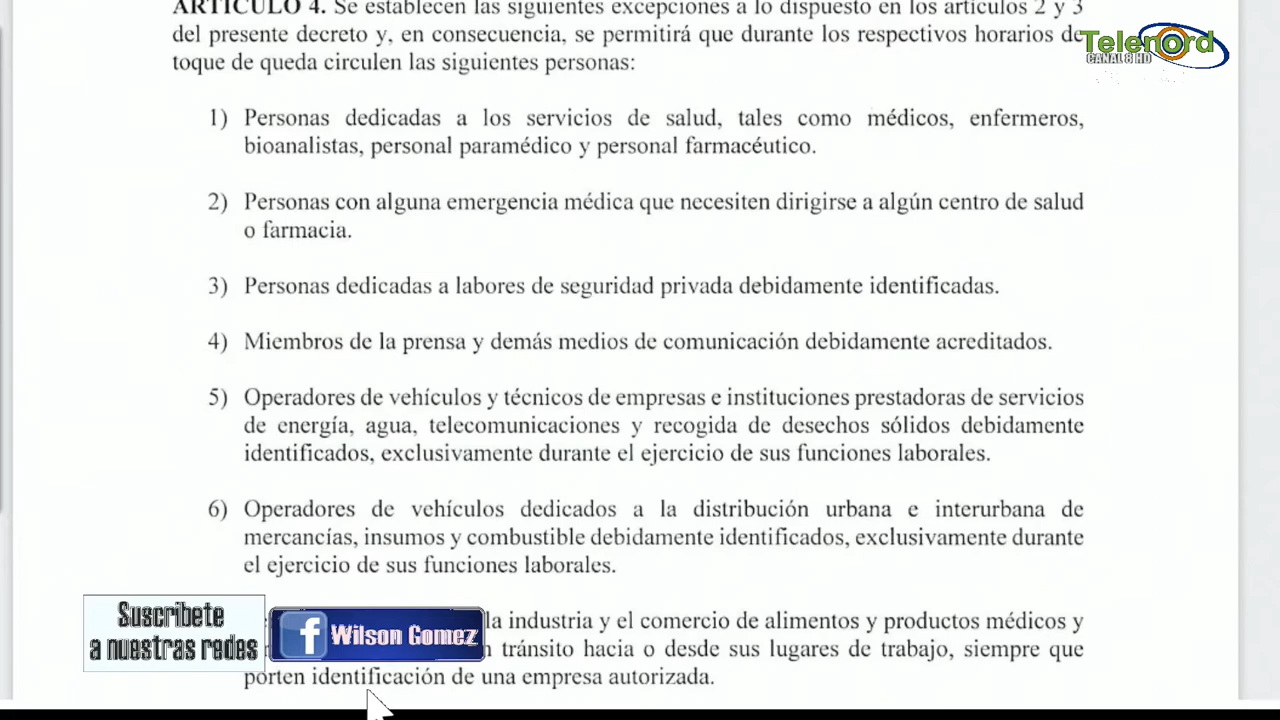 ARTÍCULO 4. Se establecen las siguientes excepciones a lo dispuesto en los artículos 2 y 3
del presente decreto y, en consecuencia, se permitirá que durante los respectivos horarios de
toque de queda circulen las siguientes personas:
Telenord
CANAL 8 HD
1) Personas dedicadas a los servicios de salud, tales como médicos, enfermeros,
bioanalistas, personal paramédico y personal farmacéutico.
2) Personas con alguna emergencia médica que necesiten dirigirse a algún centro de salud
o farmacia.
3) Personas dedicadas a labores de seguridad privada debidamente identificadas.
4) Miembros de la prensa y demás medios de comunicación debidamente acreditados.
5) Operadores de vehículos y técnicos de empresas e instituciones prestadoras de servicios
de energía, agua, telecomunicaciones y recogida de desechos sólidos debidamente
identificados, exclusivamente durante el ejercicio de sus funciones laborales.
6) Operadores de vehículos dedicados a la distribución urbana e interurbana de
mercancías, insumos y combustible debidamente identificados, exclusivamente durante
el ejercicio de sus funciones laborales.
la industria y el comercio de alimentos y productos médicos y
tránsito hacia o desde sus lugares de trabajo, siempre que
porten identificación de una empresa autorizada.
Suscríbete
a nuestras redes
f Wilson Gomez